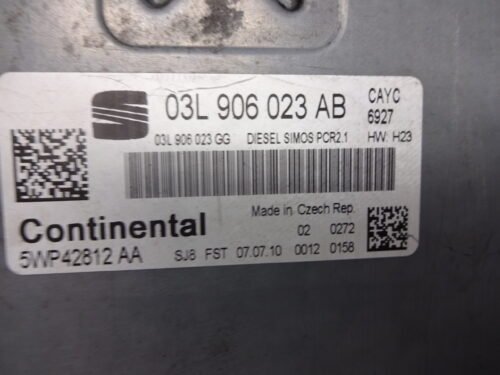 03L 906 023 AB CAYC
6927
03L 906 023 GG DIESEL SIMOS PCR2.1 HW: H23
Continental Made in Czech Rep.
02 0272
5WP42812 AA SJ8 FST 07.07.10 0012 0158